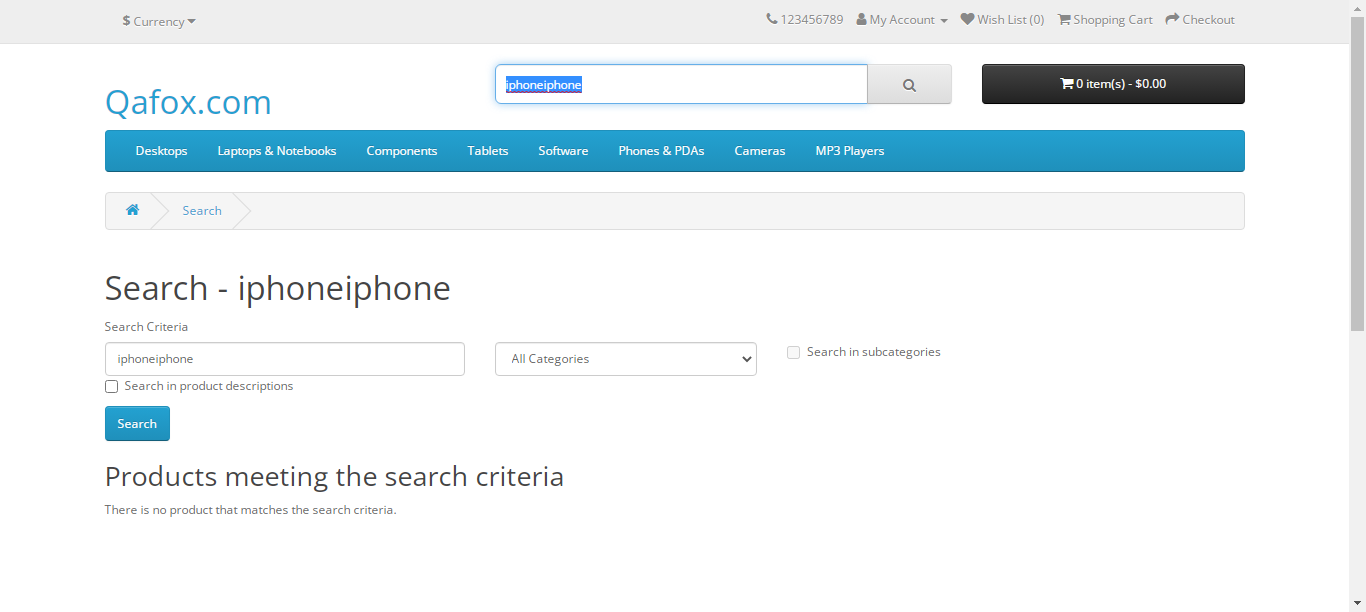 $ Currency 123456789 My Account Wish List (0) Shopping Cart Checkout
Qafox.com iphoneiphone 0 item(s) - $0.00
Desktops Laptops & Notebooks Components Tablets Software Phones & PDAs Cameras MP3 Players
Search
Search - iphoneiphone
Search Criteria
iphoneiphone All Categories Search in subcategories
Search in product descriptions
Search
Products meeting the search criteria
There is no product that matches the search criteria.